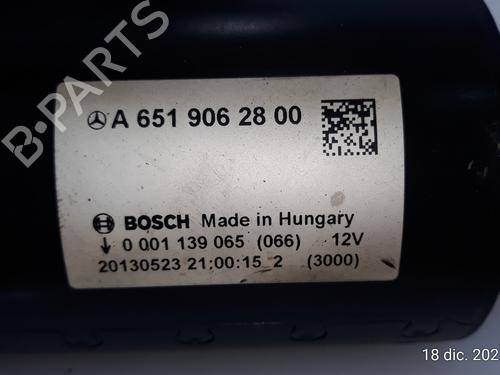 B-PARTS
A 651 906 28 00
BOSCH Made in Hungary
0 001 139 065 (066) 12V
20130523 21:00:15 2 (3000)
18 dic. 202